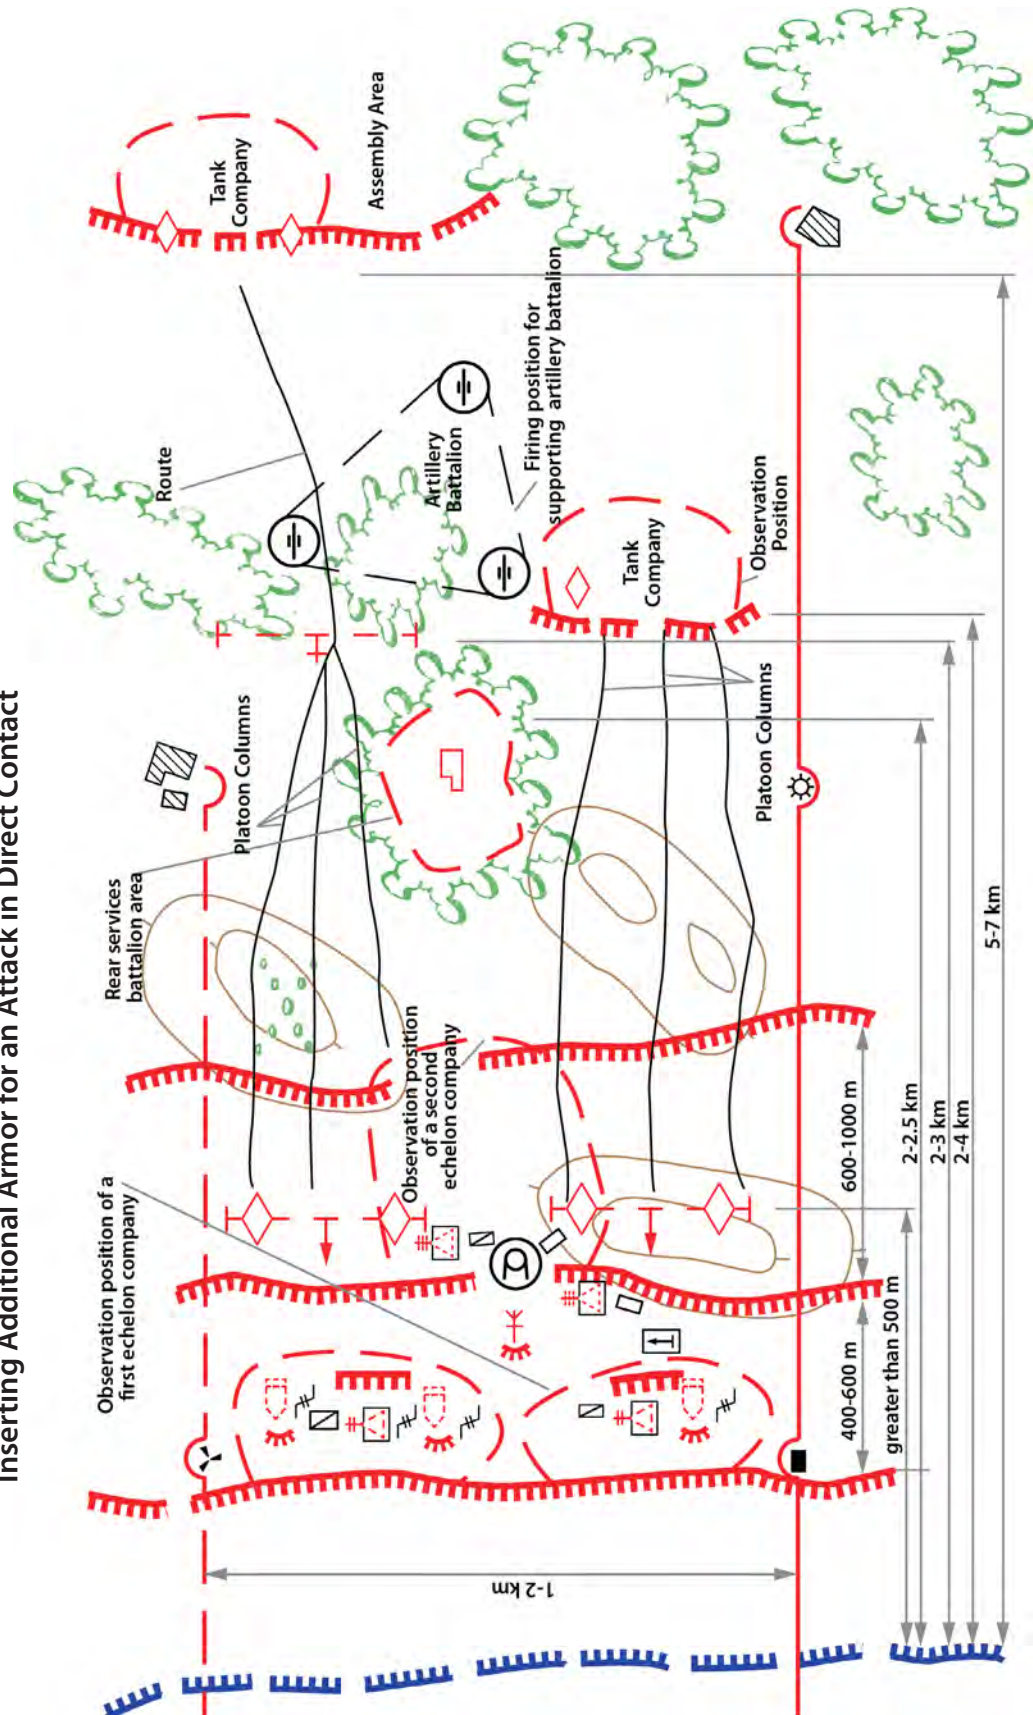 Inserting Additional Armor for an Attack in Direct Contact
Tank
Company
Assembly Area
Route
Artillery
Battalion
Firing position for
supporting artillery battalion
Tank
Company
Observation
Position
Platoon Columns
Platoon Columns
Rear services
battalion area
Observation position
of a second
echelon company
Observation position of a
first echelon company
400-600 m
600-1000 m
greater than 500 m
2-2.5 km
2-3 km
2-4 km
5-7 km
1-2 km